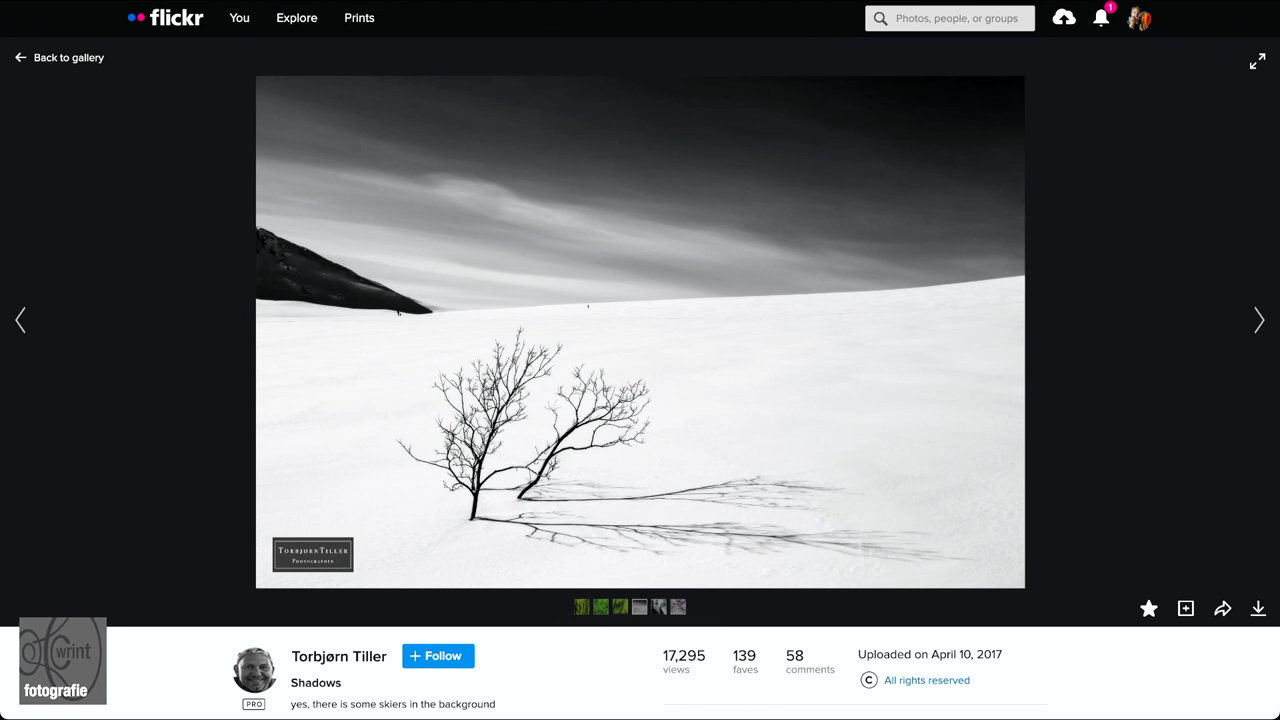 flickr
You
Explore
Prints
Photos, people, or groups
1
Back to gallery
TORBJØRNTILLER
PHOTOGRAPHER
wrint
fotografie
Torbjørn Tiller
+ Follow
Shadows
PRO
yes, there is some skiers in the background
17,295
views
139
faves
58
comments
Uploaded on April 10, 2017
© All rights reserved